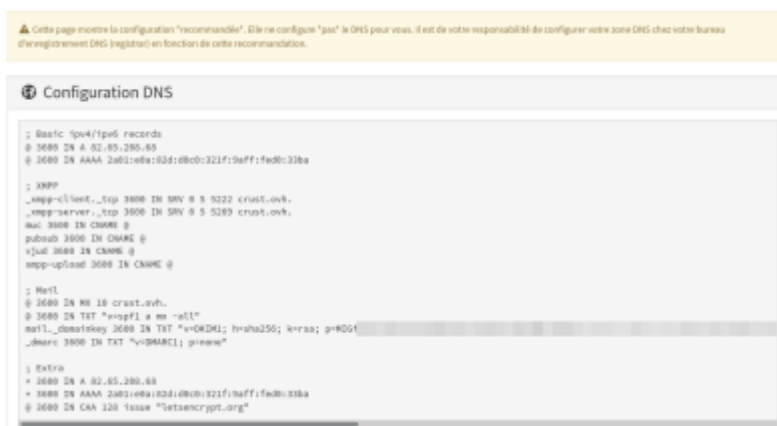 Cette page montre la configuration "recommandée". Elle ne configure "pas" le DNS pour vous. Il est de votre responsabilité de configurer votre zone DNS chez votre bureau
d'enregistrement DNS (registrar) en fonction de cette recommandation.
Configuration DNS
; Basic ipv4/ipv6 records
@ 3600 IN A 82.65.208.68
@ 3600 IN AAAA 2a01:e0a:82d:d8c0:321f:9aff:fed0:33ba
; XMPP
_xmpp-client._tcp 3600 IN SRV 0 5 5222 crust.ovh.
_xmpp-server._tcp 3600 IN SRV 0 5 5269 crust.ovh.
muc 3600 IN CNAME @
pubsub 3600 IN CNAME @
vjud 3600 IN CNAME @
xmpp-upload 3600 IN CNAME @
; Mail
@ 3600 IN MX 10 crust.ovh.
@ 3600 IN TXT "v=spf1 a mx -all"
mail._domainkey 3600 IN TXT "v=DKIM1; h=sha256; k=rsa;
_dmarc 3600 IN TXT "v=DMARC1; p=none"
; Extra
* 3600 IN A 82.65.208.68
* 3600 IN AAAA 2a01:e0a:82d:d8c0:321f:9aff:fed0:33ba
@ 3600 IN CAA 128 issue "letsencrypt.org"